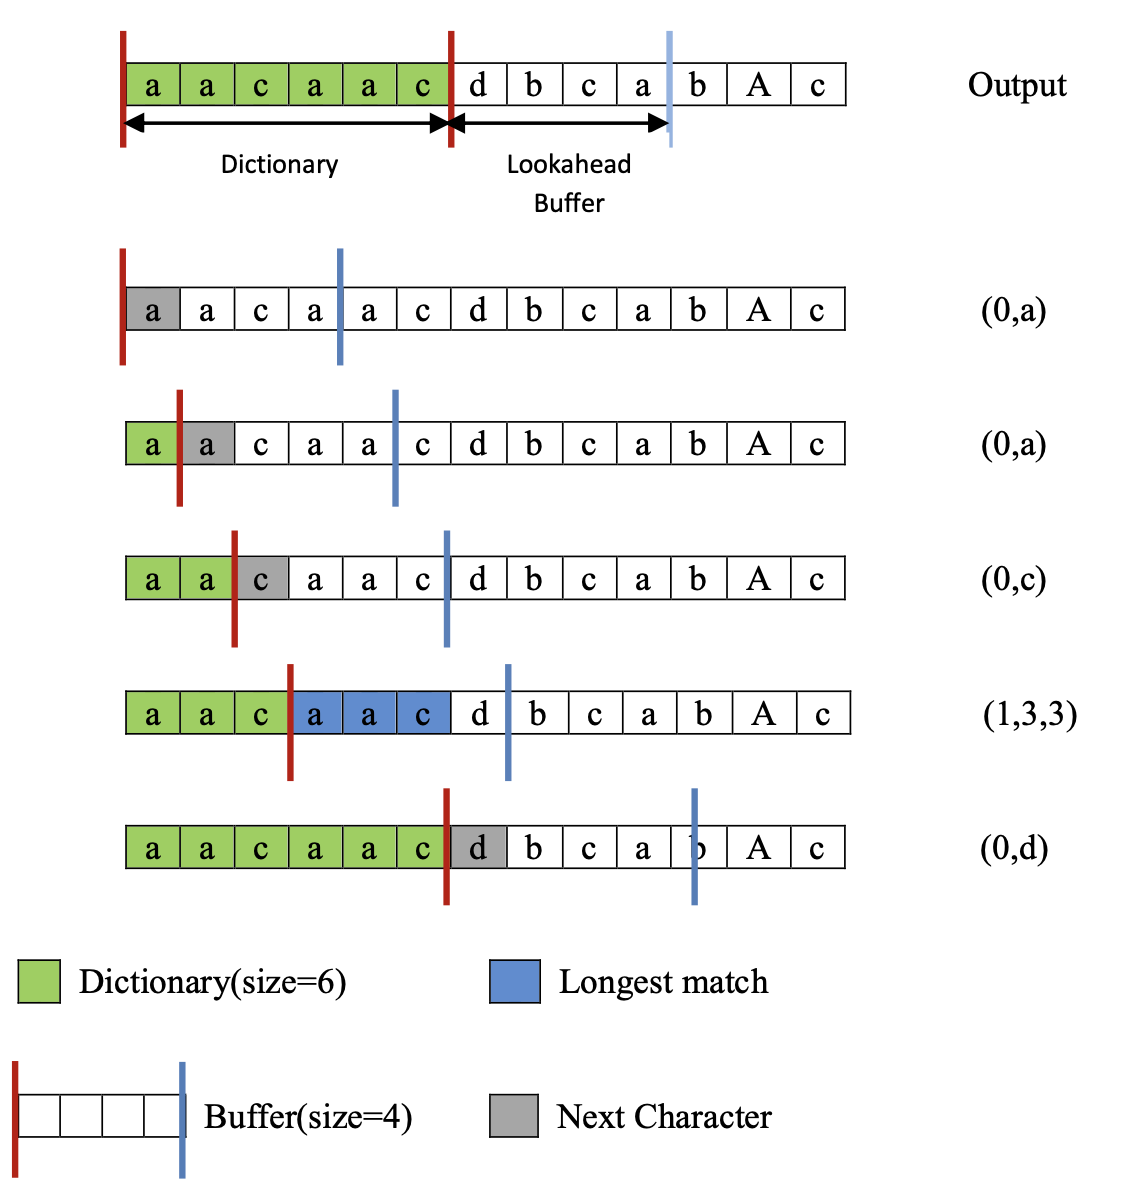 a a c a a c d b c a b A c Output
Dictionary Lookahead
Buffer
a a c a a c d b c a b A c (0,a)
a a c a a c d b c a b A c (0,a)
a a c a a c d b c a b A c (0,c)
a a c a a c d b c a b A c (1,3,3)
a a c a a c d b c a b A c (0,d)
Dictionary(size=6) Longest match
Buffer(size=4) Next Character